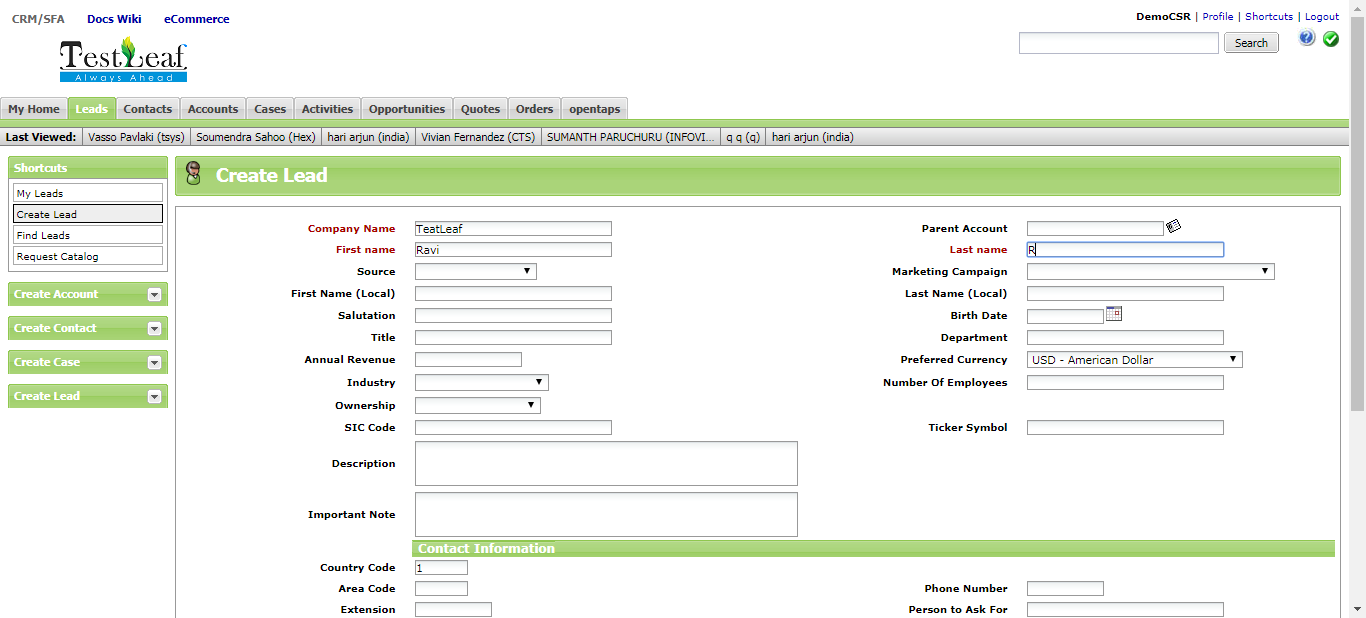 CRM/SFA Docs Wiki eCommerce
DemoCSR | Profile | Shortcuts | Logout
TestLeaf
Always Ahead
Search
My Home Leads Contacts Accounts Cases Activities Opportunities Quotes Orders opentaps
Last Viewed: Vasso Pavlaki (tsys) Soumendra Sahoo (Hex) hari arjun (india) Vivian Fernandez (CTS) SUMANTH PARUCHURU (INFOVI... q q (q) hari arjun (india)
Shortcuts
My Leads
Create Lead
Find Leads
Request Catalog
Create Account
Create Contact
Create Case
Create Lead
Create Lead
Company Name TeatLeaf Parent Account
First name Ravi Last name R
Source Marketing Campaign
First Name (Local) Last Name (Local)
Salutation Birth Date
Title Department
Annual Revenue Preferred Currency USD - American Dollar
Industry Number Of Employees
Ownership
SIC Code Ticker Symbol
Description
Important Note
Contact Information
Country Code 1
Area Code Phone Number
Extension Person to Ask For